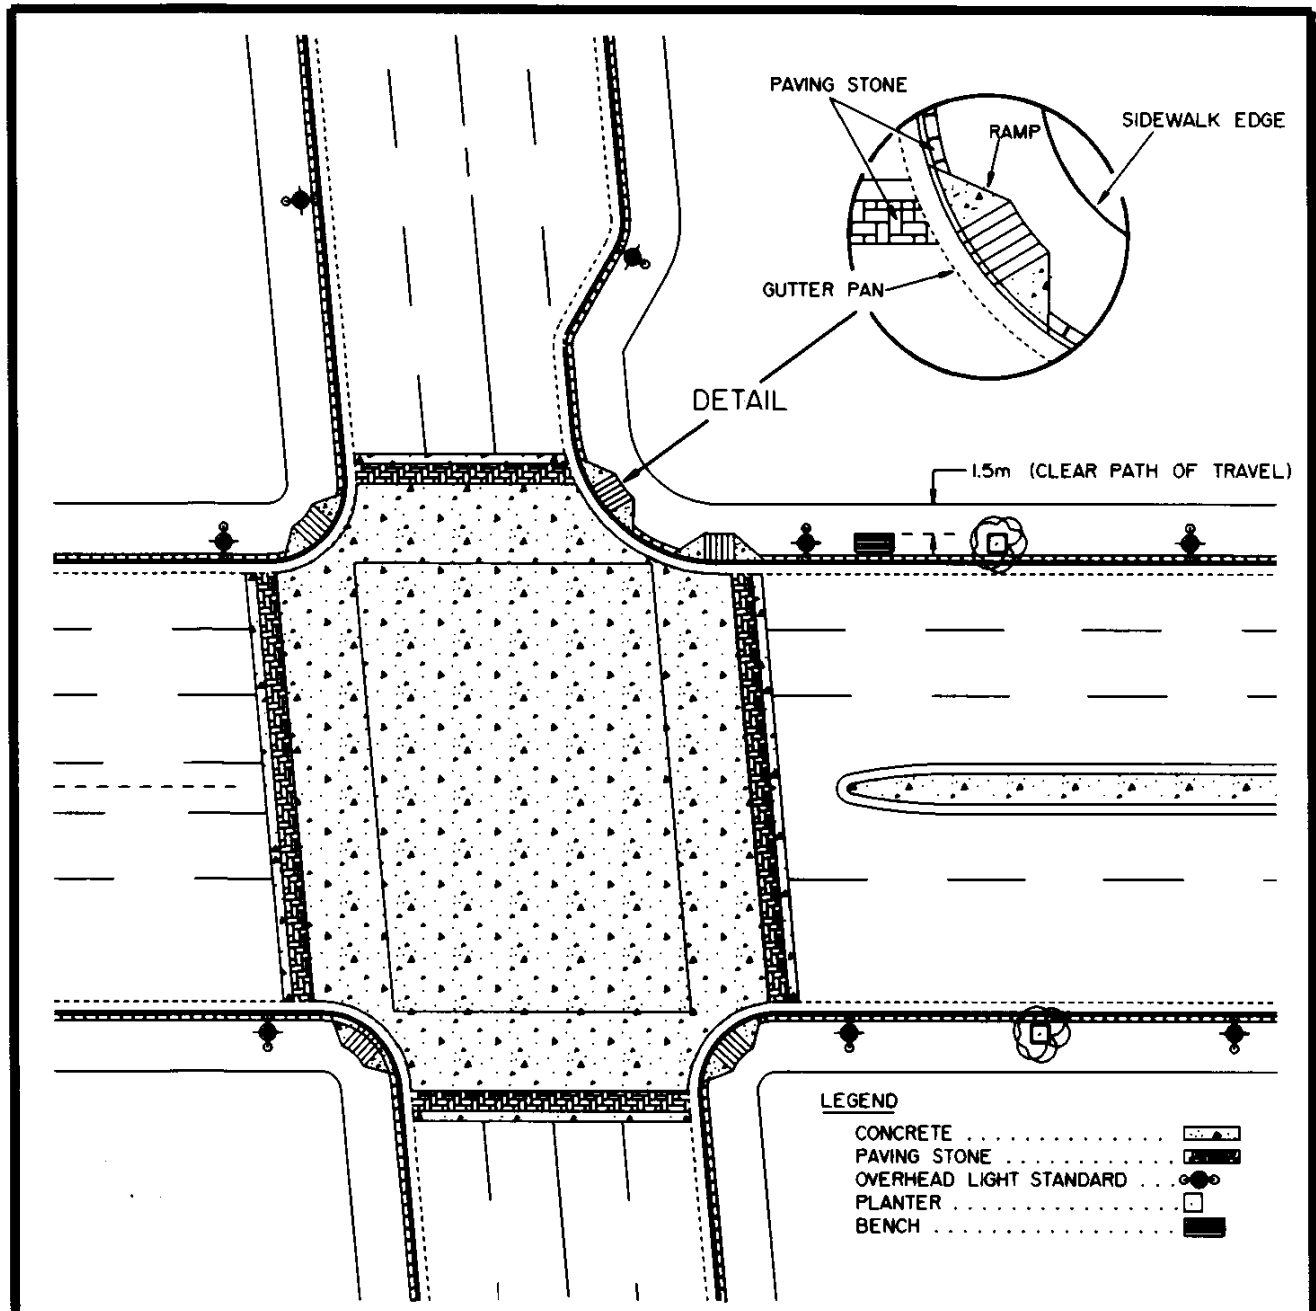 PAVING STONE
RAMP
SIDEWALK EDGE
GUTTER PAN
DETAIL
1.5m (CLEAR PATH OF TRAVEL)
LEGEND
CONCRETE . . . . . . . . . . . . . . . .
PAVING STONE . . . . . . . . . . . . .
OVERHEAD LIGHT STANDARD . . .
PLANTER . . . . . . . . . . . . . . . . .
BENCH . . . . . . . . . . . . . . . . . .